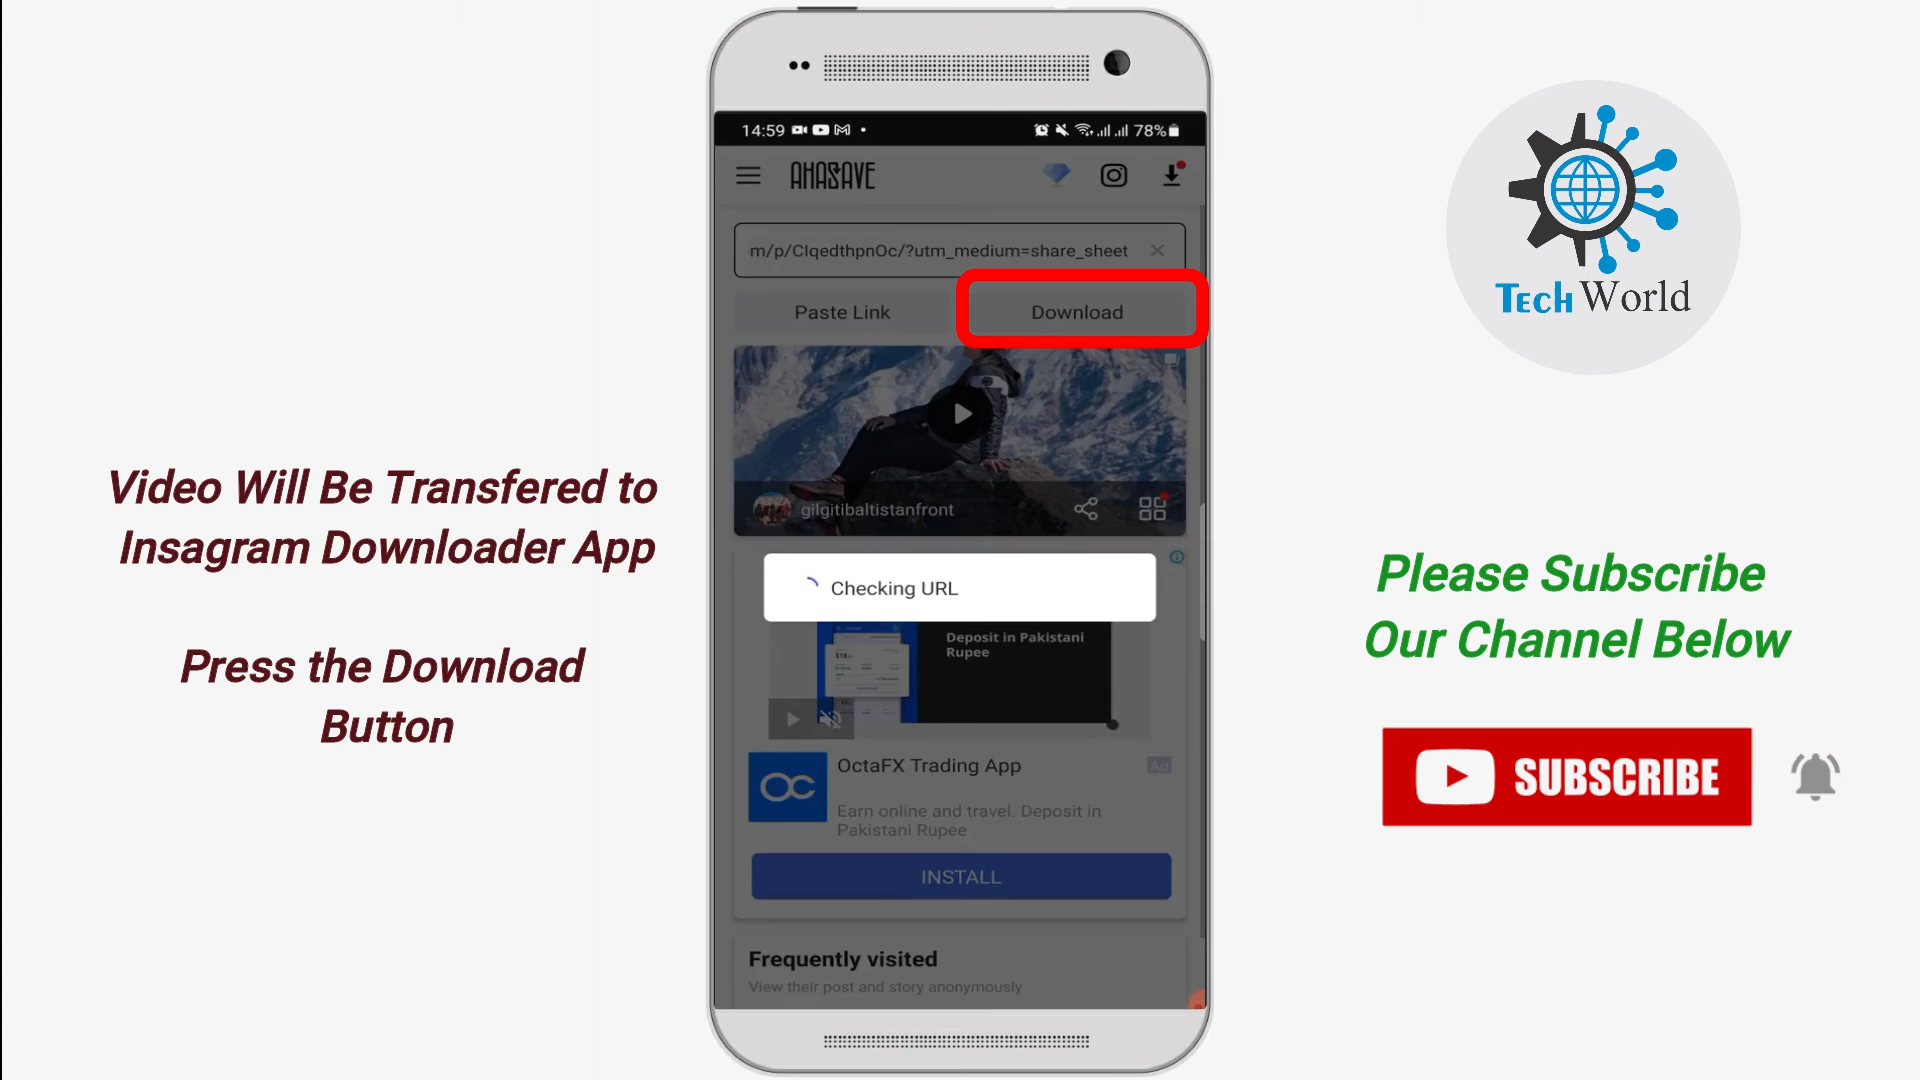 14:59
78%
AHASAVE
m/p/CIqedthpnOc/?utm_medium=share_sheet
Paste Link
Download
gilgitibaltistanfront
Checking URL
Deposit in Pakistani
Rupee
OctaFX Trading App
Ad
Earn online and travel. Deposit in
Pakistani Rupee
INSTALL
Frequently visited
View their post and story anonymously
Video Will Be Transfered to
Insagram Downloader App
Press the Download
Button
Tech World
Please Subscribe
Our Channel Below
SUBSCRIBE